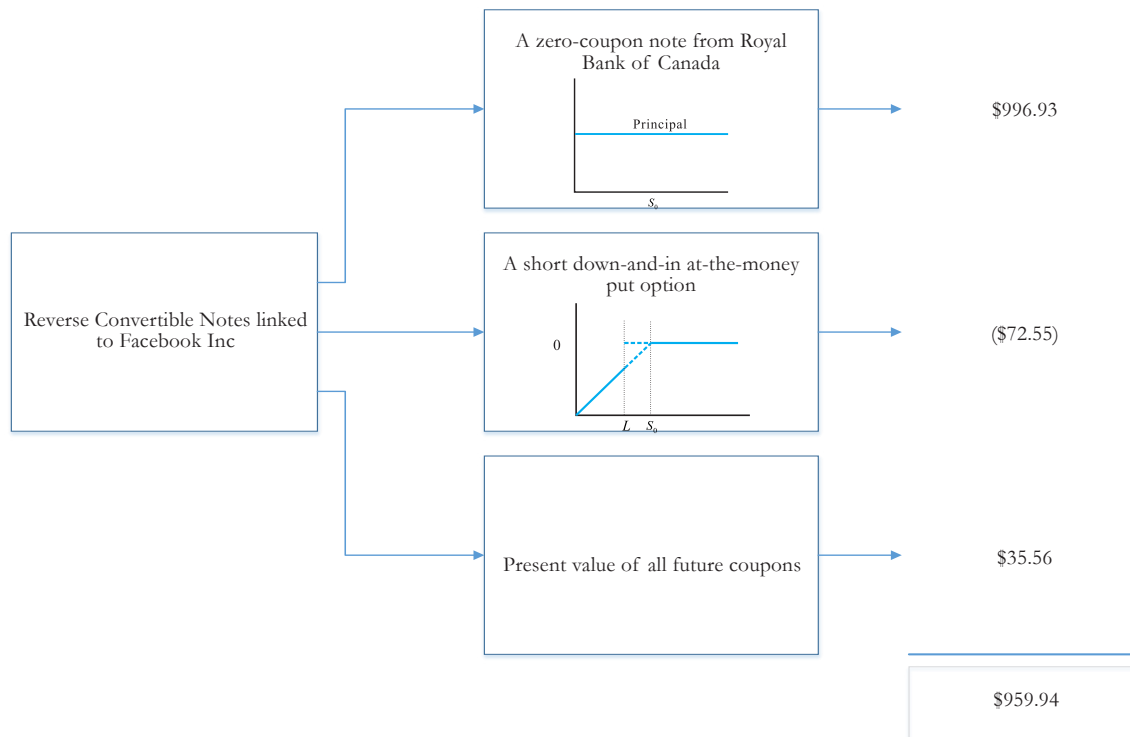 A zero-coupon note from Royal
Bank of Canada
Principal
S₀
$996.93
Reverse Convertible Notes linked
to Facebook Inc
A short down-and-in at-the-money
put option
0
L S₀
($72.55)
Present value of all future coupons
$35.56
$959.94